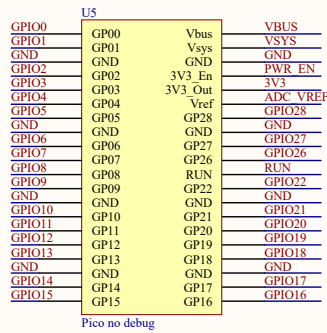 U5
GPIO0 GP00 Vbus VBUS
GPIO1 GP01 Vsys VSYS
GND GND GND GND
GPIO2 GP02 3V3_En PWR_EN
GPIO3 GP03 3V3_Out 3V3
GPIO4 GP04 Vref ADC_VREF
GPIO5 GP05 GP28 GPIO28
GND GND GND GND
GPIO6 GP06 GP27 GPIO27
GPIO7 GP07 GP26 GPIO26
GPIO8 GP08 RUN RUN
GPIO9 GP09 GP22 GPIO22
GND GND GND GND
GPIO10 GP10 GP21 GPIO21
GPIO11 GP11 GP20 GPIO20
GPIO12 GP12 GP19 GPIO19
GPIO13 GP13 GP18 GPIO18
GND GND GND GND
GPIO14 GP14 GP17 GPIO17
GPIO15 GP15 GP16 GPIO16
Pico no debug